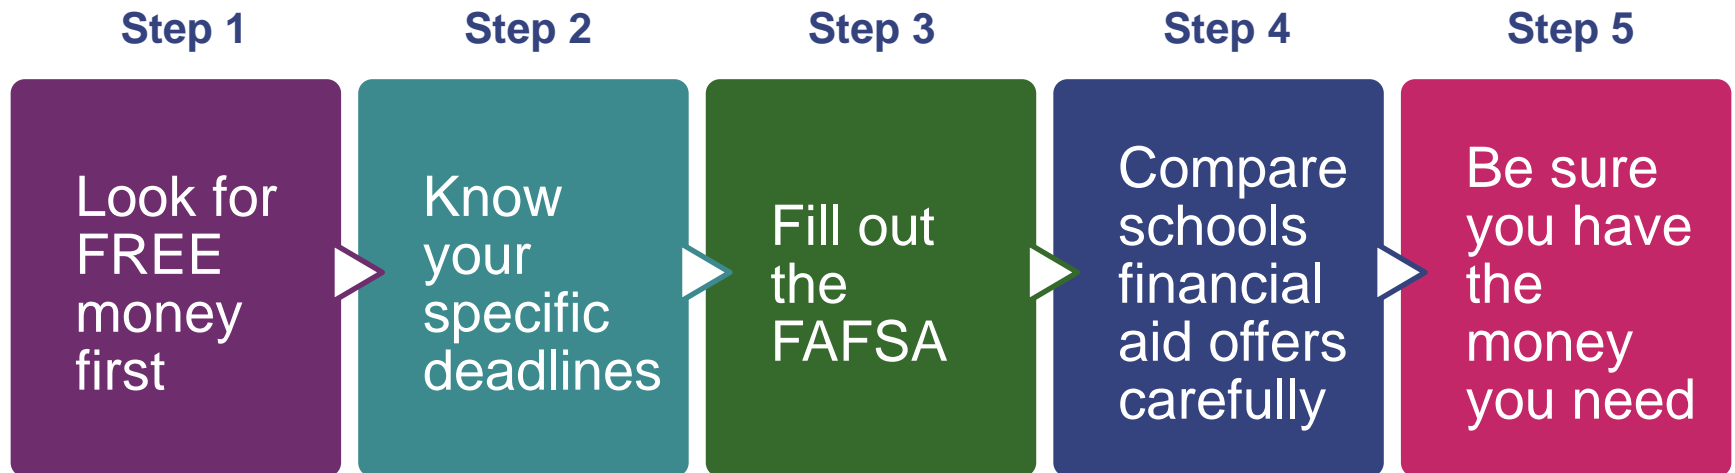 Step 1
Step 2
Step 3
Step 4
Step 5
Look for
FREE
money
first
Know
your
specific
deadlines
Fill out
the
FAFSA
Compare
schools
financial
aid offers
carefully
Be sure
you have
the
money
you need